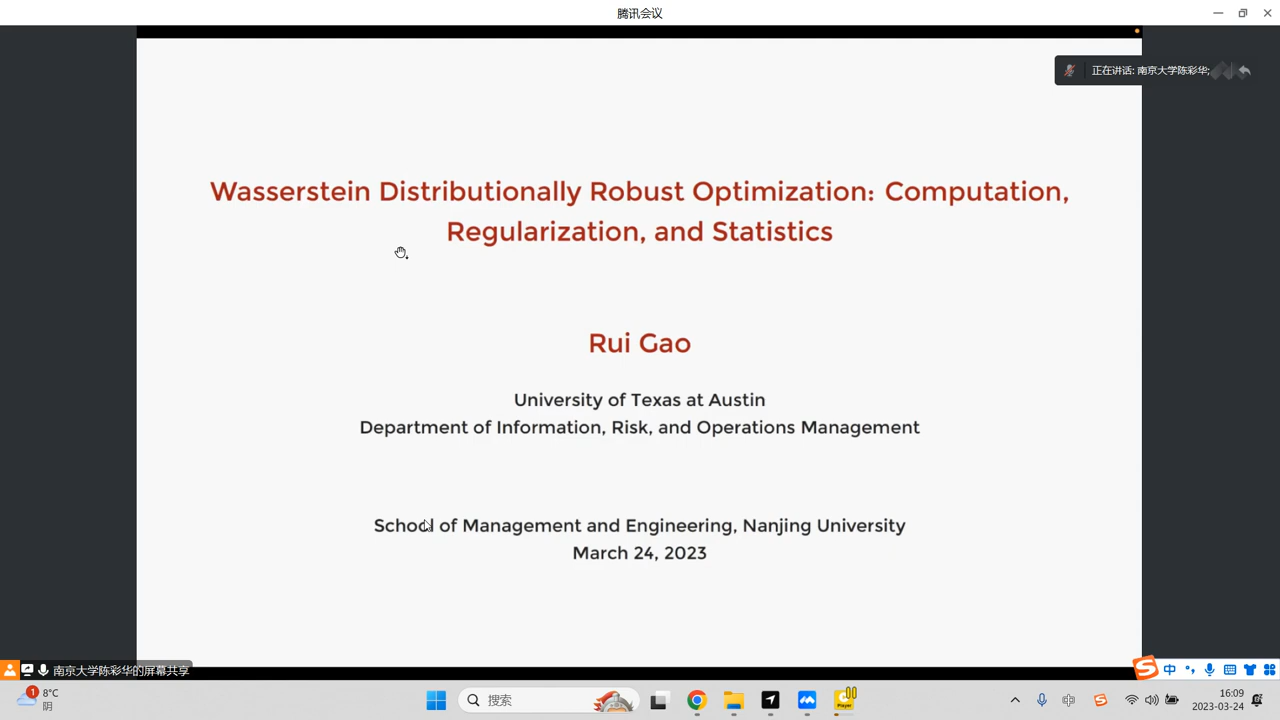 腾讯会议
正在讲话: 南京大学陈彩华;
Wasserstein Distributionally Robust Optimization: Computation,
Regularization, and Statistics
Rui Gao
University of Texas at Austin
Department of Information, Risk, and Operations Management
School of Management and Engineering, Nanjing University
March 24, 2023
南京大学陈彩华的屏幕共享
中
1
8°C
阴
搜索
Player
中
16:09
2023-03-24